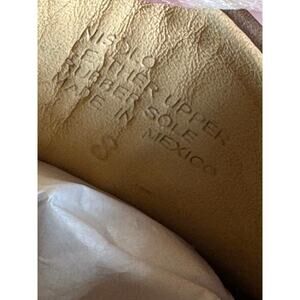 NISOLO
LEATHER UPPER
RUBBER SOLE
MADE IN MEXICO
8